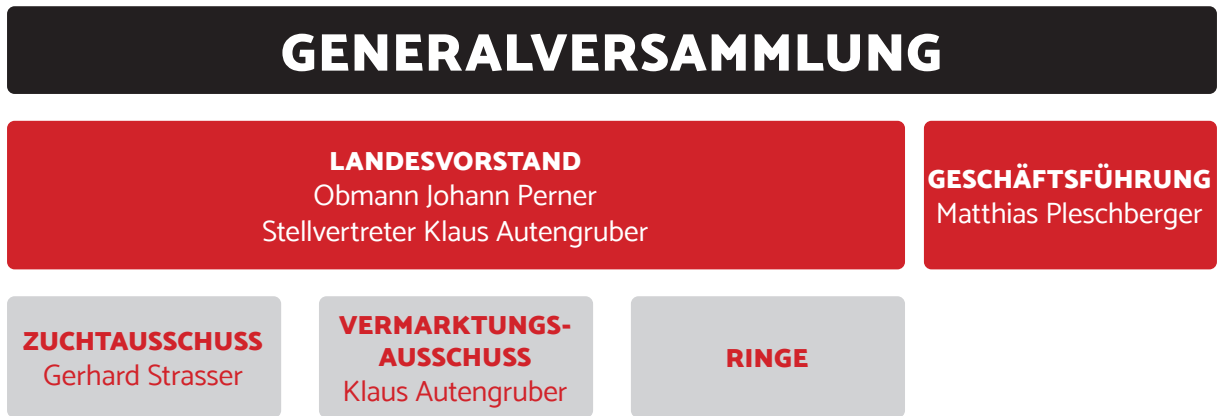 GENERALVERSAMMLUNG
LANDESVORSTAND
Obmann Johann Perner
Stellvertreter Klaus Autengruber
GESCHÄFTSFÜHRUNG
Matthias Pleschberger
ZUCHTAUSSCHUSS
Gerhard Strasser
VERMARKTUNGS-
AUSSCHUSS
Klaus Autengruber
RINGE